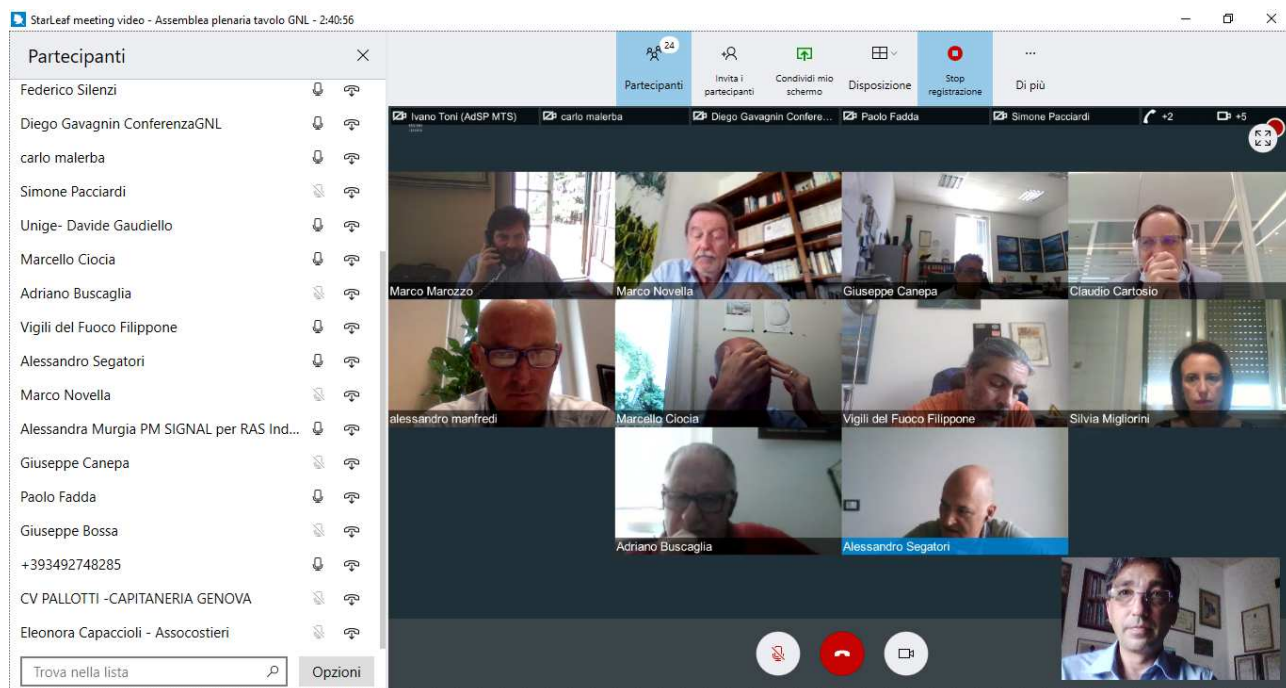 StarLeaf meeting video - Assemblea plenaria tavolo GNL - 2:40:56
Partecipanti
Federico Silenzi
Diego Gavagnin ConferenzaGNL
carlo malerba
Simone Pacciardi
Unige- Davide Gaudiello
Marcello Ciocia
Adriano Buscaglia
Vigili del Fuoco Filippone
Alessandro Segatori
Marco Novella
Alessandra Murgia PM SIGNAL per RAS Ind...
Giuseppe Canepa
Paolo Fadda
Giuseppe Bossa
+393492748285
CV PALLOTTI -CAPITANERIA GENOVA
Eleonora Capaccioli - Assocostieri
Trova nella lista
Opzioni
24
Partecipanti
Invita i
partecipanti
Condividi mio
schermo
Disposizione
Stop
registrazione
Di più
Ivano Toni (AdSP MTS)
carlo malerba
Diego Gavagnin Confere...
Paolo Fadda
Simone Pacciardi
+2
+5
Marco Marozzo
Marco Novella
Giuseppe Canepa
Claudio Cartosio
alessandro manfredi
Marcello Ciocia
Vigili del Fuoco Filippone
Silvia Migliorini
Adriano Buscaglia
Alessandro Segatori